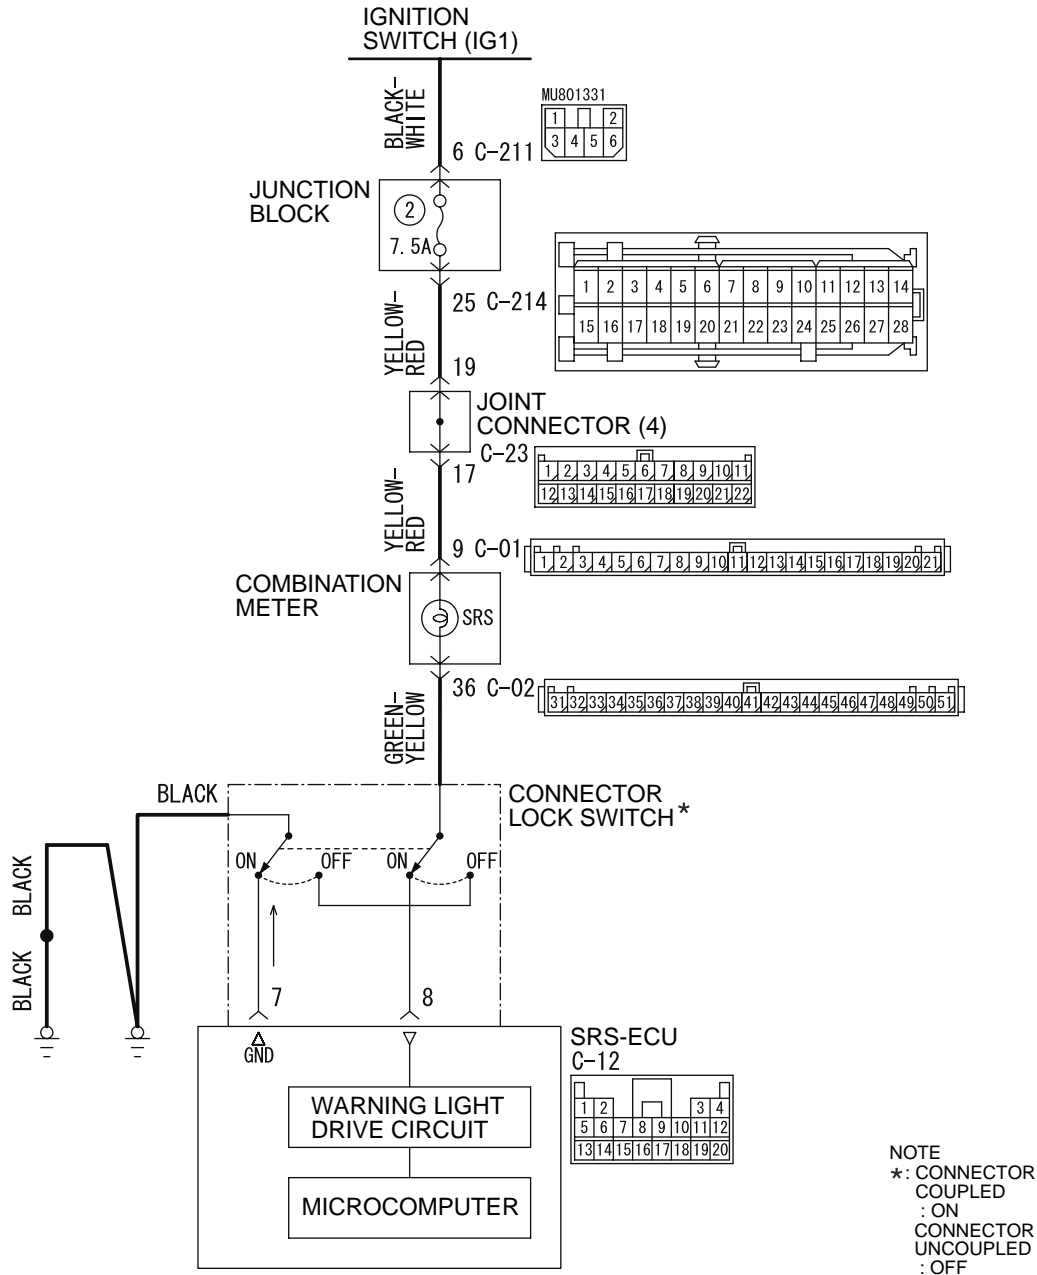 IGNITION
SWITCH (IG1)
BLACK-
WHITE
MU801331
1 2
3 4 5 6
6 C-211
JUNCTION
BLOCK
2
7.5A
25 C-214
1 2 3 4 5 6 7 8 9 10 11 12 13 14
15 16 17 18 19 20 21 22 23 24 25 26 27 28
YELLOW-
RED
19
JOINT
CONNECTOR (4)
C-23
17
1 2 3 4 5 6 7 8 9 10 11
12 13 14 15 16 17 18 19 20 21 22
YELLOW-
RED
9 C-01
1 2 3 4 5 6 7 8 9 10 11 12 13 14 15 16 17 18 19 20 21
COMBINATION
METER
SRS
36 C-02
31 32 33 34 35 36 37 38 39 40 41 42 43 44 45 46 47 48 49 50 51
GREEN-
YELLOW
BLACK
CONNECTOR
LOCK SWITCH*
ON OFF ON OFF
BLACK
BLACK
7 8
GND
SRS-ECU
C-12
1 2 3 4
5 6 7 8 9 10 11 12
13 14 15 16 17 18 19 20
WARNING LIGHT
DRIVE CIRCUIT
MICROCOMPUTER
NOTE
*: CONNECTOR
COUPLED
: ON
CONNECTOR
UNCOUPLED
: OFF